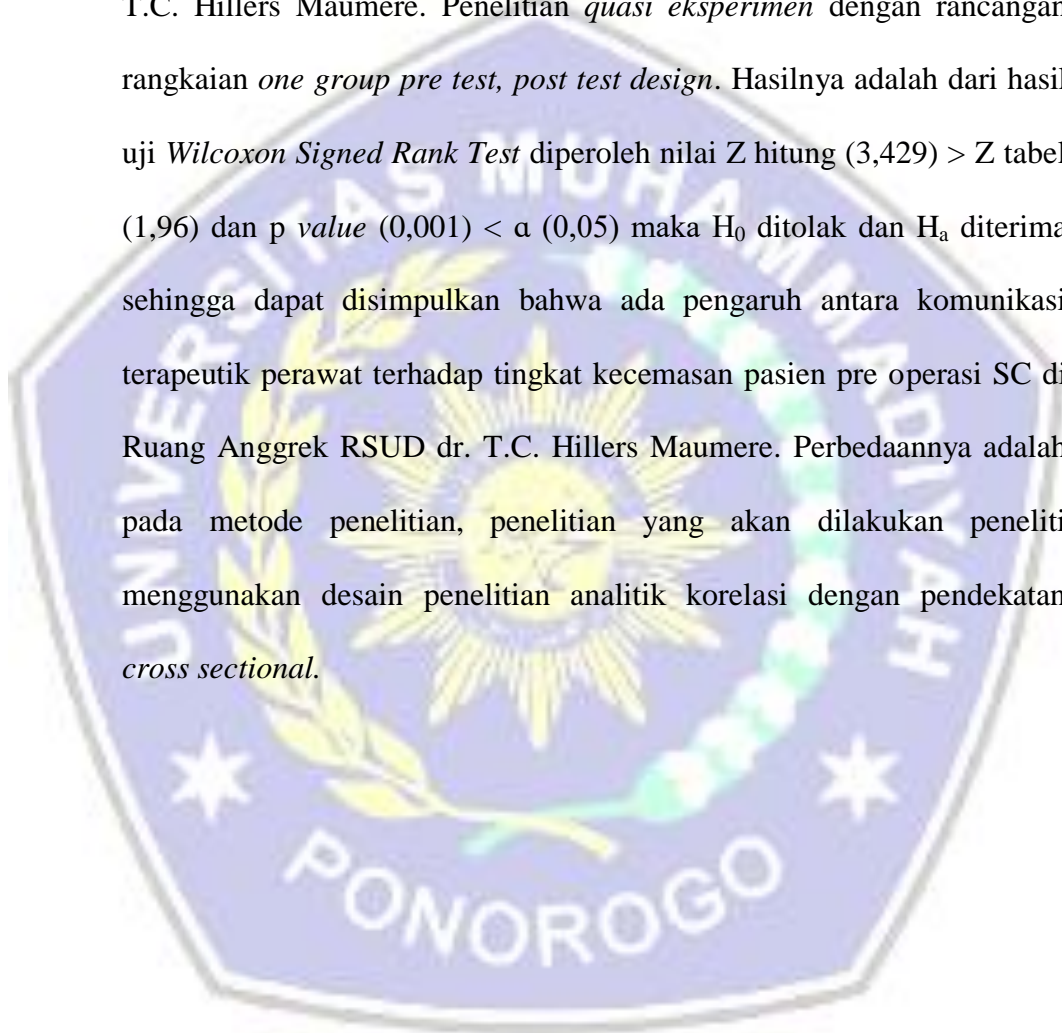 T.C. Hillers Maumere. Penelitian quasi eksperimen dengan rancangan
rangkaian one group pre test, post test design. Hasilnya adalah dari hasil
uji Wilcoxon Signed Rank Test diperoleh nilai Z hitung (3,429) > Z tabel
(1,96) dan p value (0,001) < α (0,05) maka H₀ ditolak dan Hₐ diterima
sehingga dapat disimpulkan bahwa ada pengaruh antara komunikasi
terapeutik perawat terhadap tingkat kecemasan pasien pre operasi SC di
Ruang Anggrek RSUD dr. T.C. Hillers Maumere. Perbedaannya adalah
pada metode penelitian, penelitian yang akan dilakukan peneliti
menggunakan desain penelitian analitik korelasi dengan pendekatan
cross sectional.
UNIVERSITAS MUHAMMADIYAH
PONOROGO